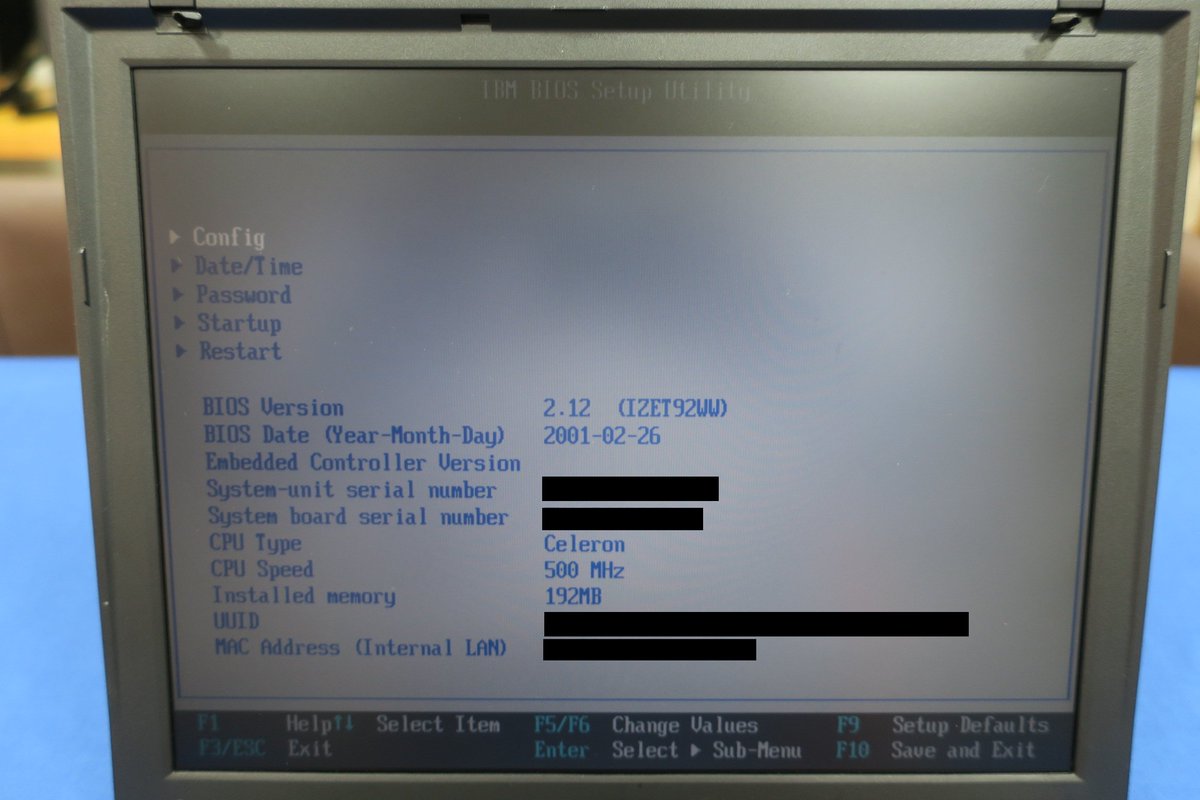 IBM BIOS Setup Utility
Config
Date/Time
Password
Startup
Restart
BIOS Version 2.12 (IZET92WW)
BIOS Date (Year-Month-Day) 2001-02-26
Embedded Controller Version
System-unit serial number
System board serial number
CPU Type Celeron
CPU Speed 500 MHz
Installed memory 192MB
UUID
MAC Address (Internal LAN)
F1 Help ↑↓ Select Item F5/F6 Change Values F9 Setup Defaults
F3/ESC Exit Enter Select ▶ Sub-Menu F10 Save and Exit